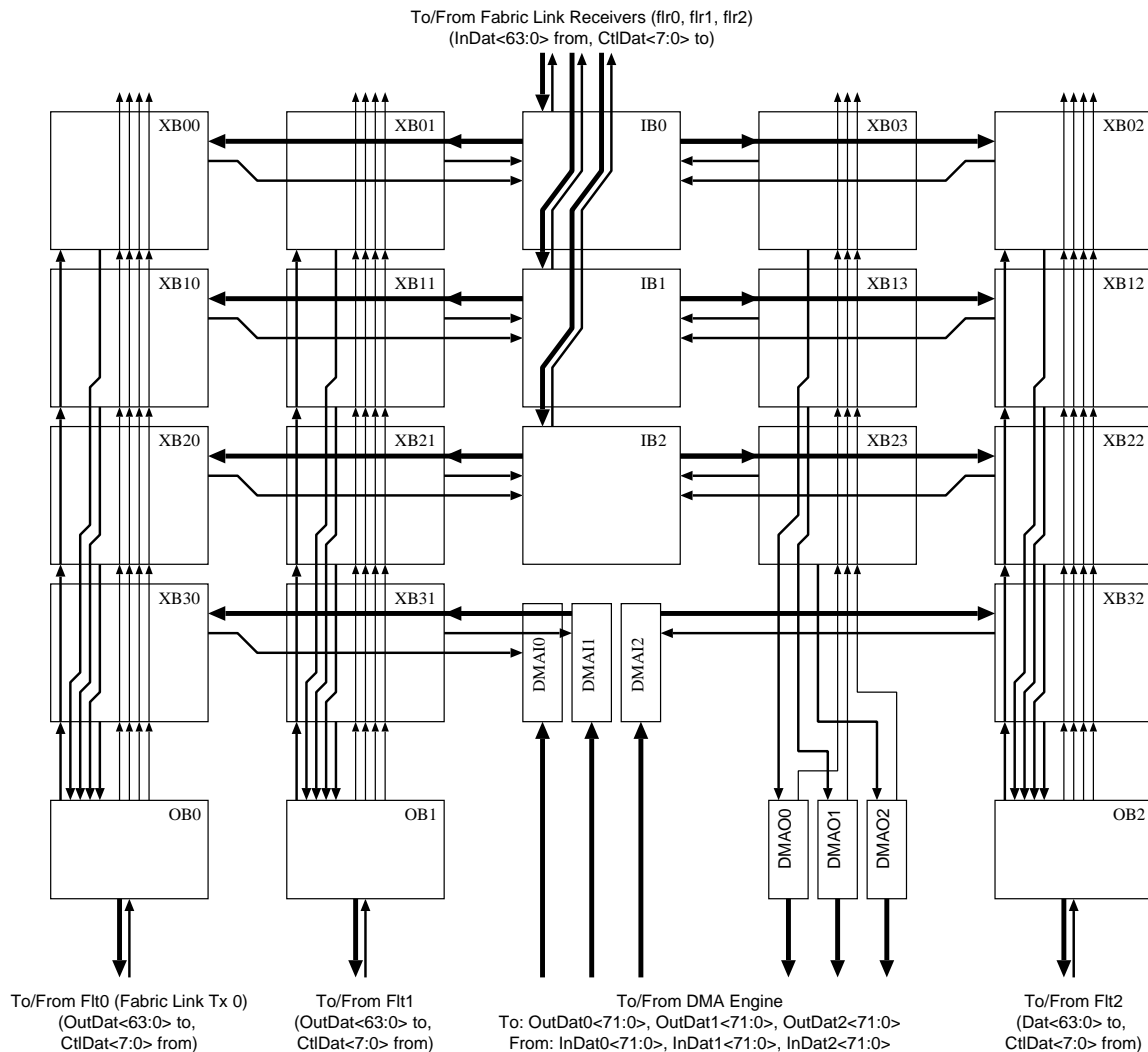 To/From Fabric Link Receivers (flr0, flr1, flr2)
(InDat<63:0> from, CtlDat<7:0> to)
XB00
XB01
IB0
XB03
XB02
XB10
XB11
IB1
XB13
XB12
XB20
XB21
IB2
XB23
XB22
XB30
XB31
DMAI0
DMAI1
DMAI2
XB32
OB0
OB1
DMAO0
DMAO1
DMAO2
OB2
To/From Flt0 (Fabric Link Tx 0)
(OutDat<63:0> to,
CtlDat<7:0> from)
To/From Flt1
(OutDat<63:0> to,
CtlDat<7:0> from)
To/From DMA Engine
To: OutDat0<71:0>, OutDat1<71:0>, OutDat2<71:0>
From: InDat0<71:0>, InDat1<71:0>, InDat2<71:0>
To/From Flt2
(Dat<63:0> to,
CtlDat<7:0> from)